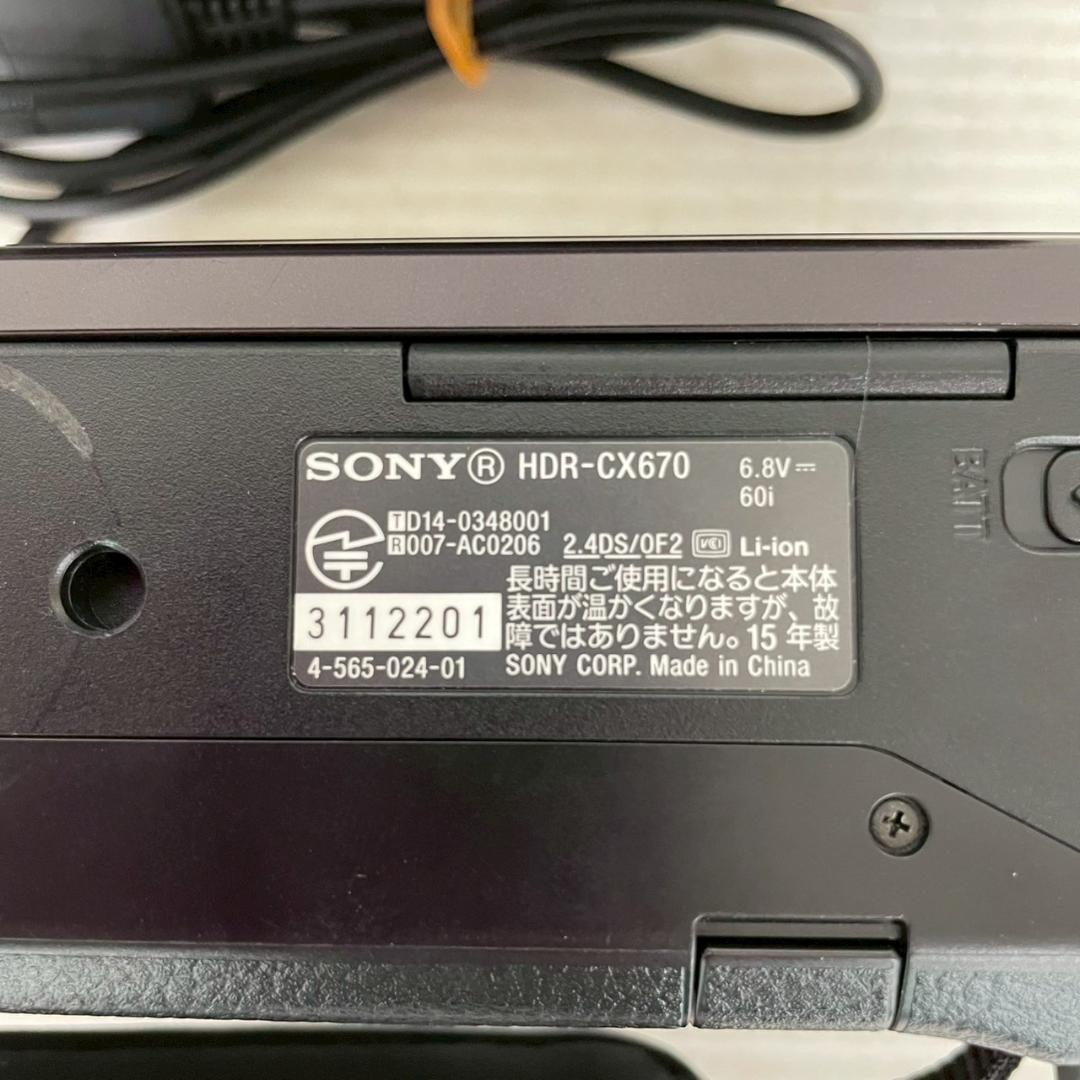 SONY® HDR-CX670 6.8V⎓
60i
TD14-0348001
R007-AC0206 2.4DS/OF2 VCCI Li-ion
長時間ご使用になると本体
表面が温かくなりますが、故
障ではありません。15年製
3112201
4-565-024-01 SONY CORP. Made in China
BATT